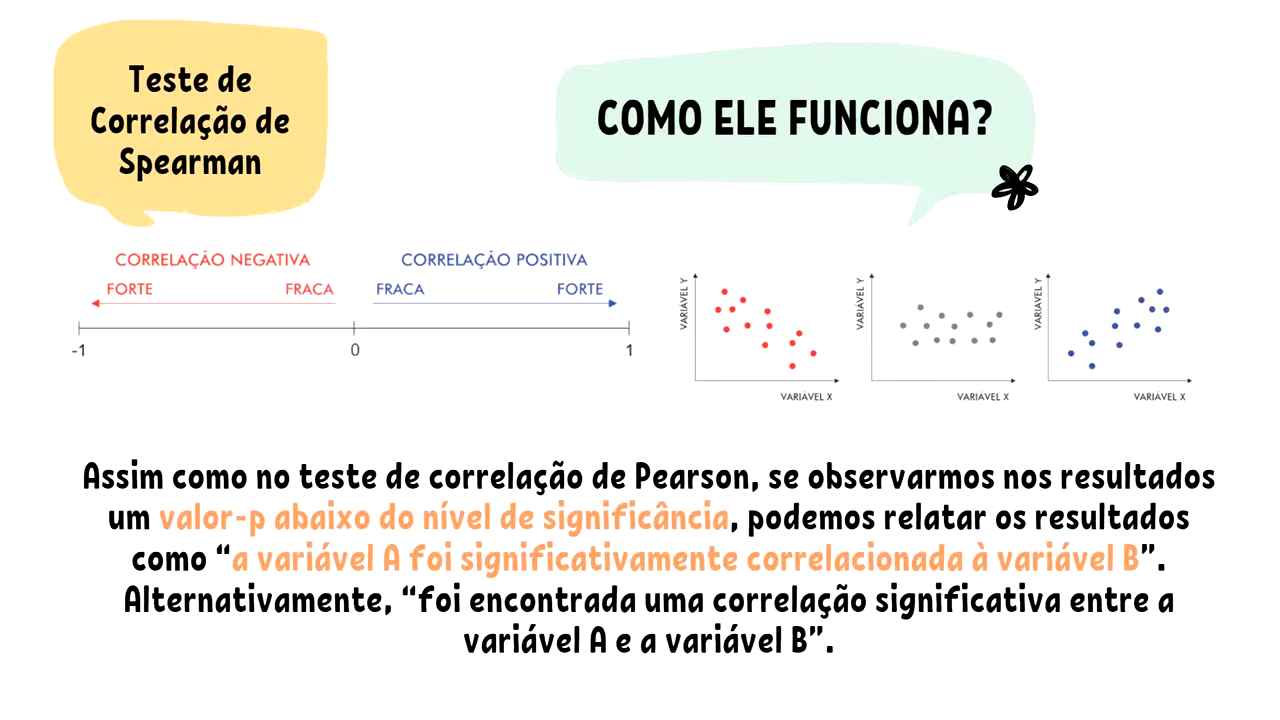 Teste de
Correlação de
Spearman
COMO ELE FUNCIONA?
CORRELAÇÃO NEGATIVA
FORTE FRACA
CORRELAÇÃO POSITIVA
FRACA FORTE
-1 0 1
VARIÁVEL Y
VARIÁVEL X
VARIÁVEL Y
VARIÁVEL X
VARIÁVEL Y
VARIÁVEL X
Assim como no teste de correlação de Pearson, se observarmos nos resultados
um valor-p abaixo do nível de significância, podemos relatar os resultados
como “a variável A foi significativamente correlacionada à variável B”.
Alternativamente, “foi encontrada uma correlação significativa entre a
variável A e a variável B”.